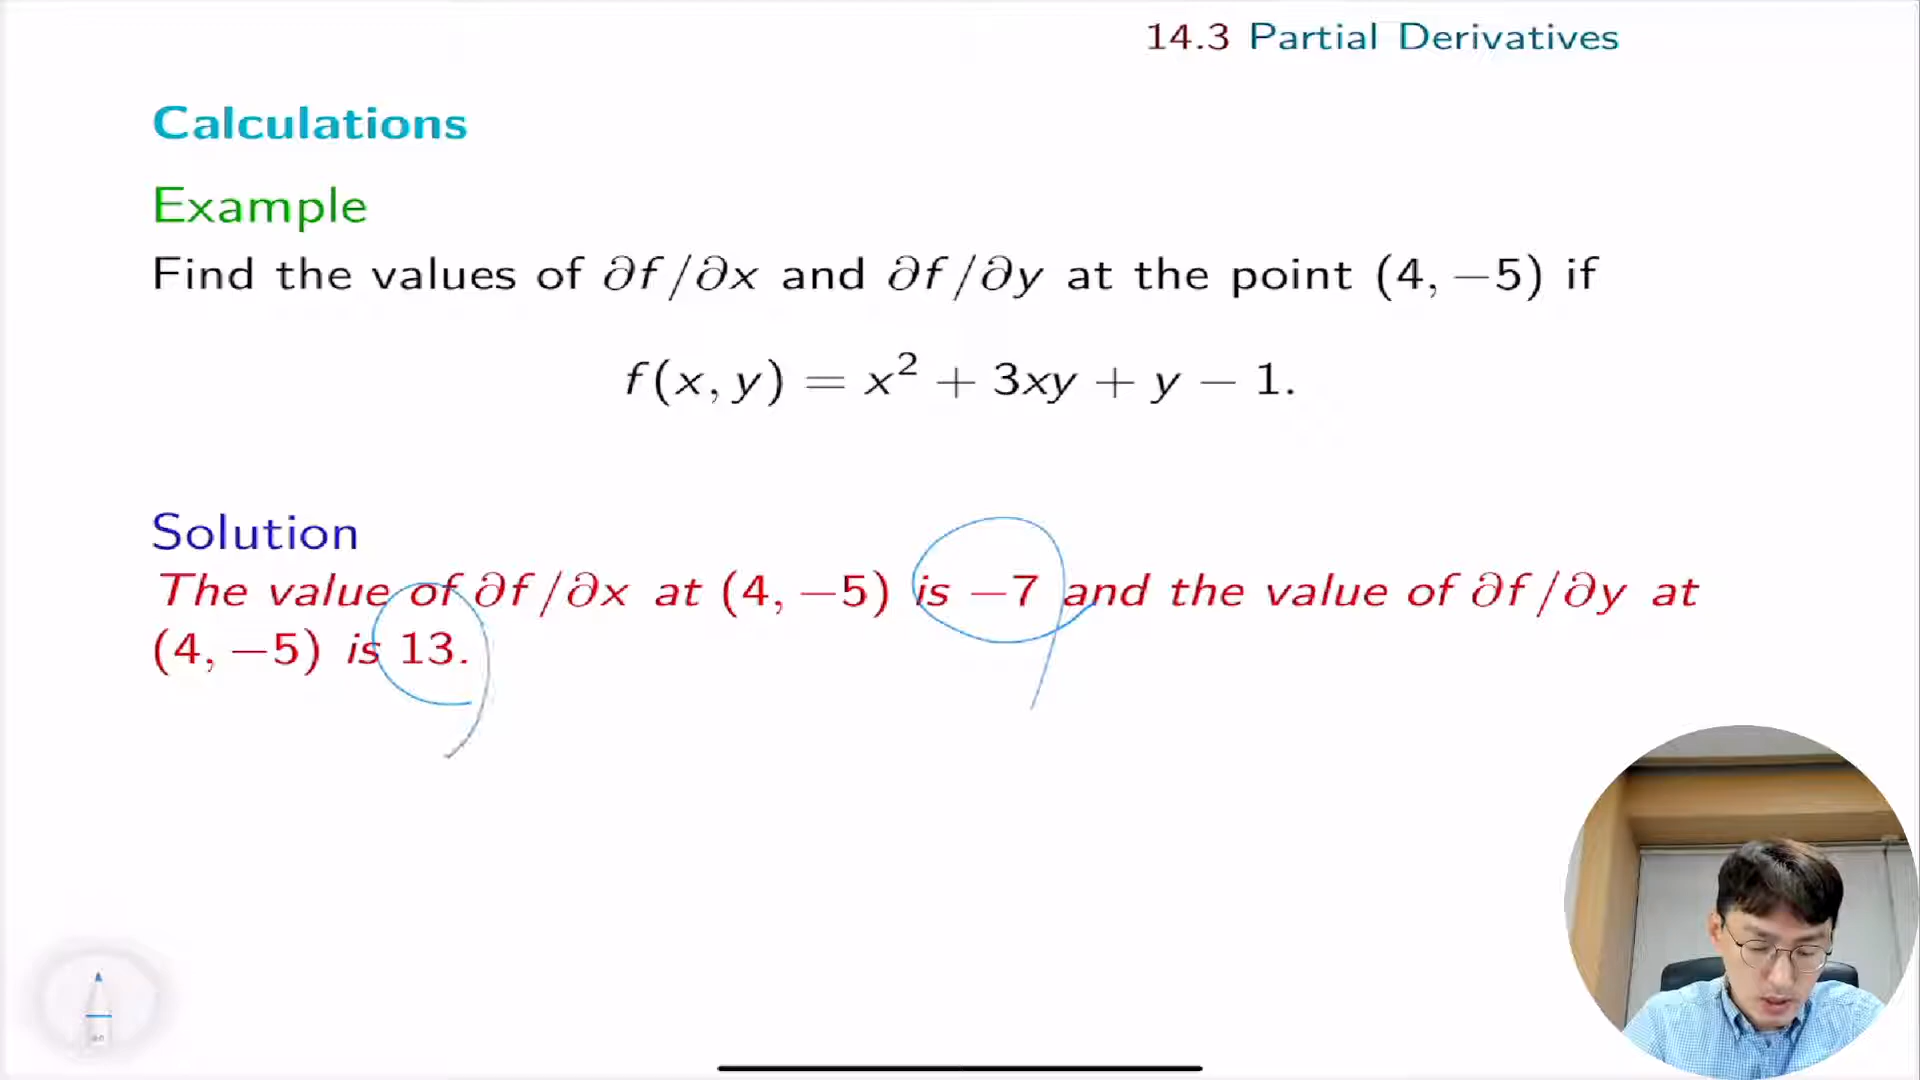 14.3 Partial Derivatives
Calculations
Example
Find the values of ∂f/∂x and ∂f/∂y at the point (4, −5) if
f(x, y) = x² + 3xy + y − 1.
Solution
The value of ∂f/∂x at (4, −5) is −7 and the value of ∂f/∂y at
(4, −5) is 13.